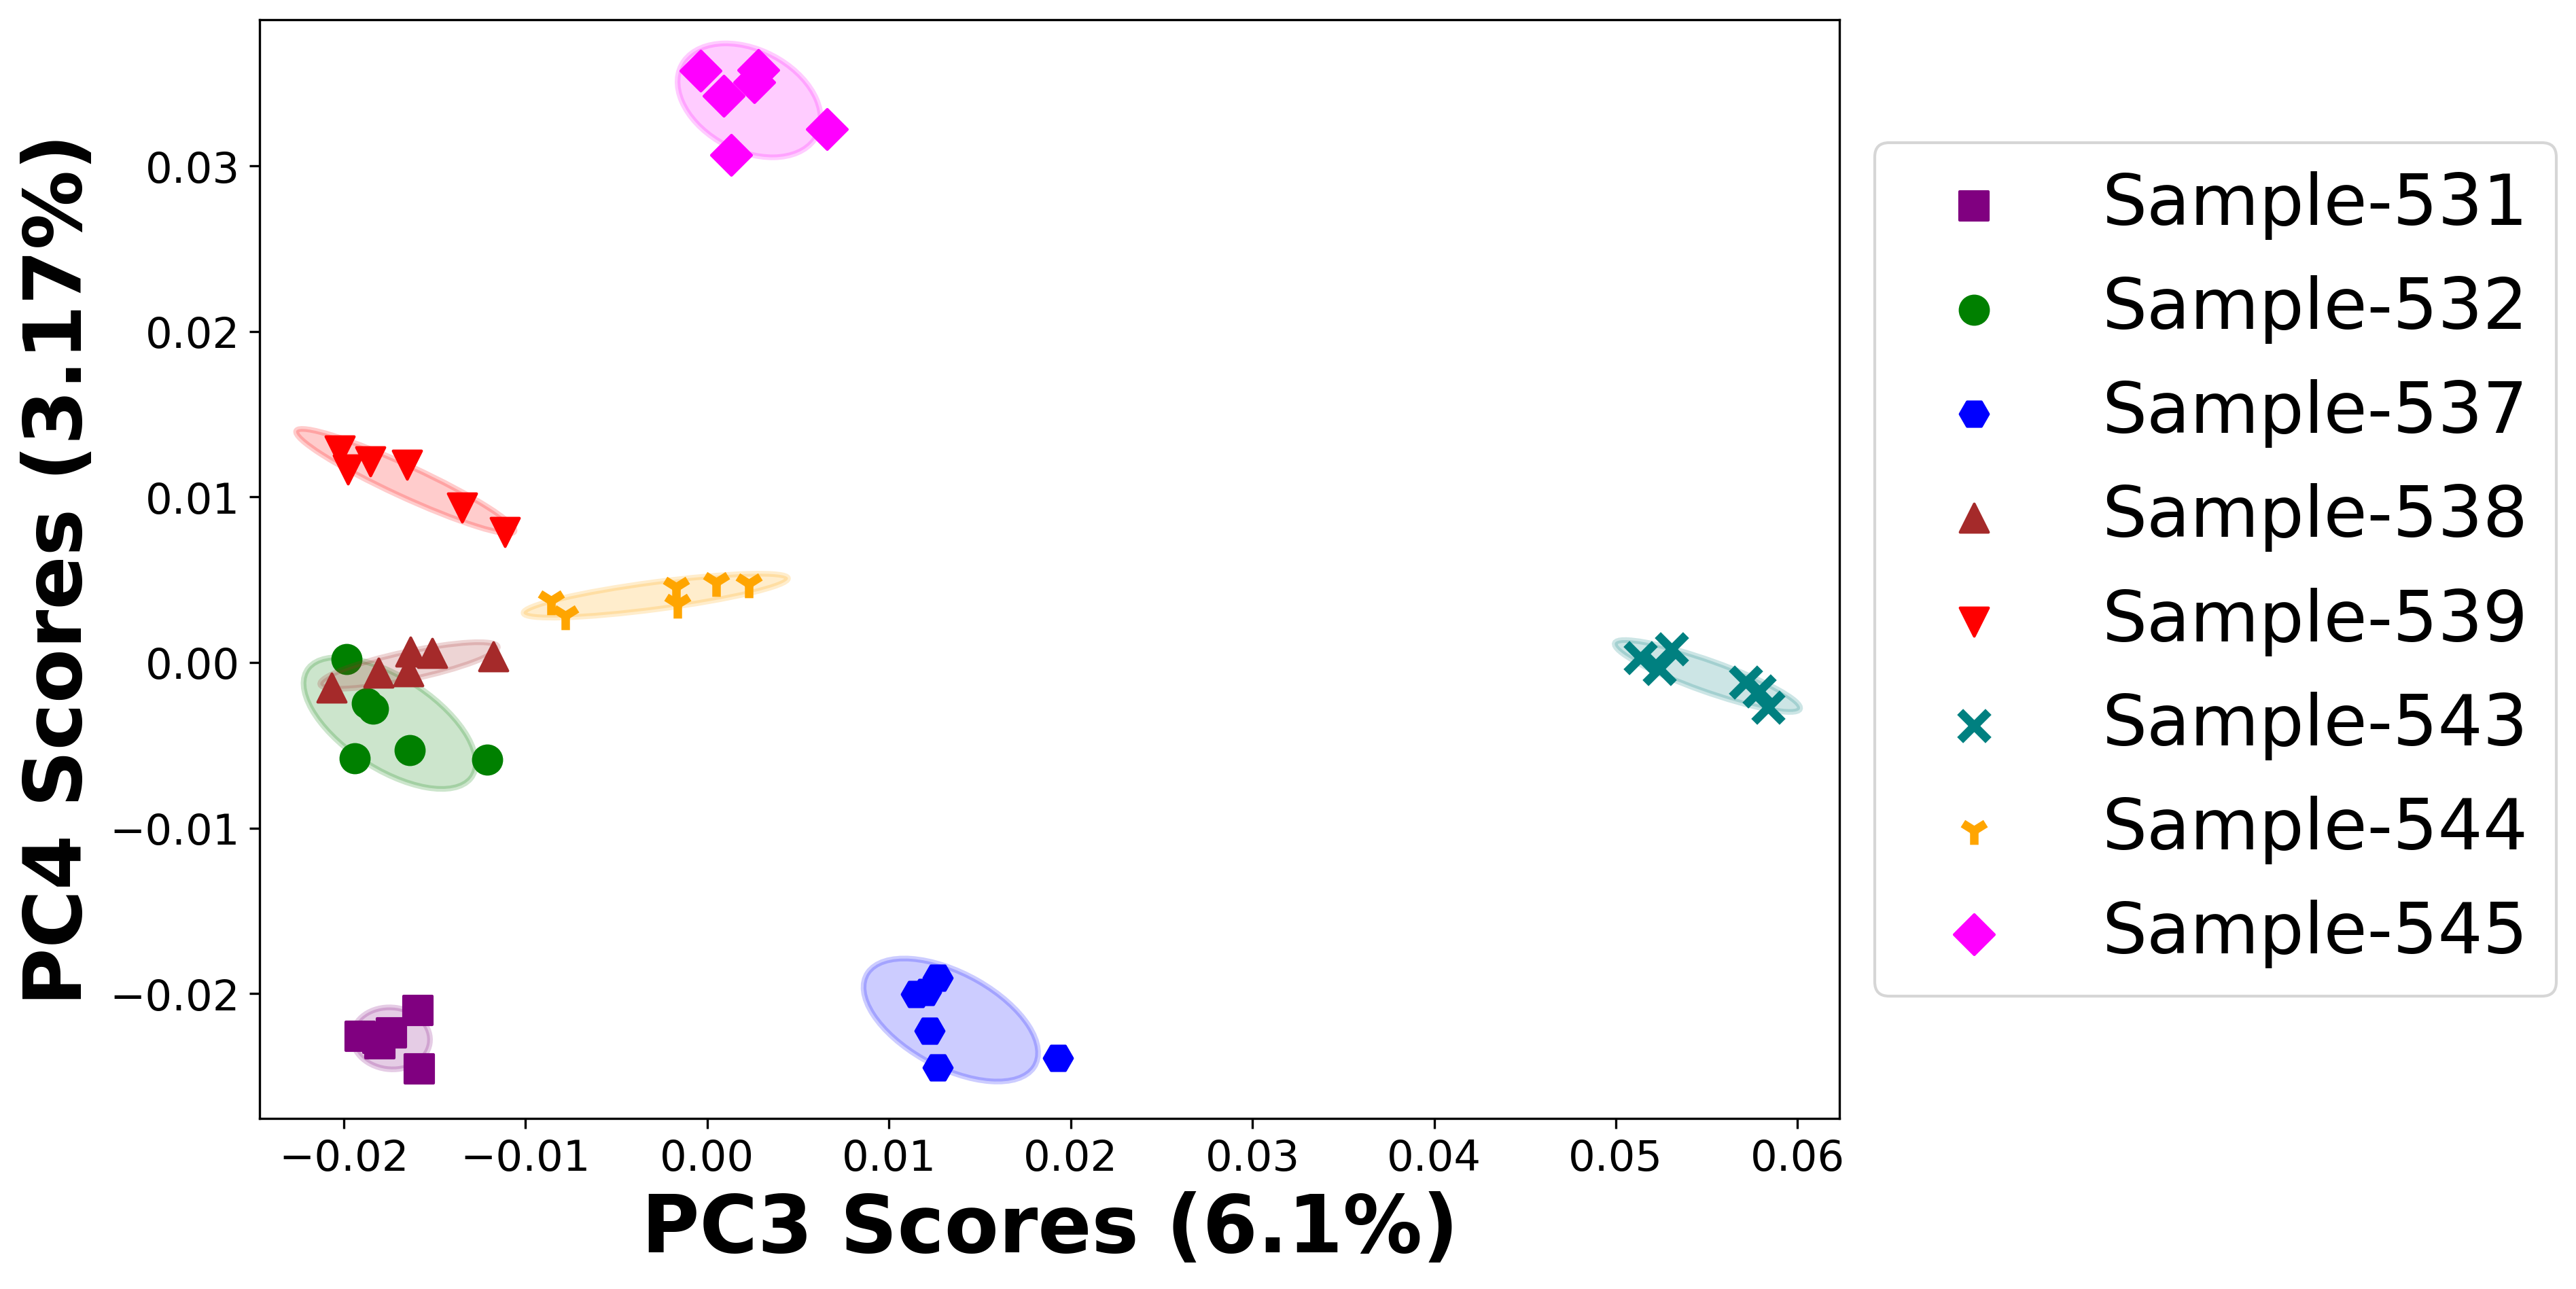 PC4 Scores (3.17%)
0.03
0.02
0.01
0.00
−0.01
−0.02
−0.02 −0.01 0.00 0.01 0.02 0.03 0.04 0.05 0.06
PC3 Scores (6.1%)
Sample-531
Sample-532
Sample-537
Sample-538
Sample-539
Sample-543
Sample-544
Sample-545